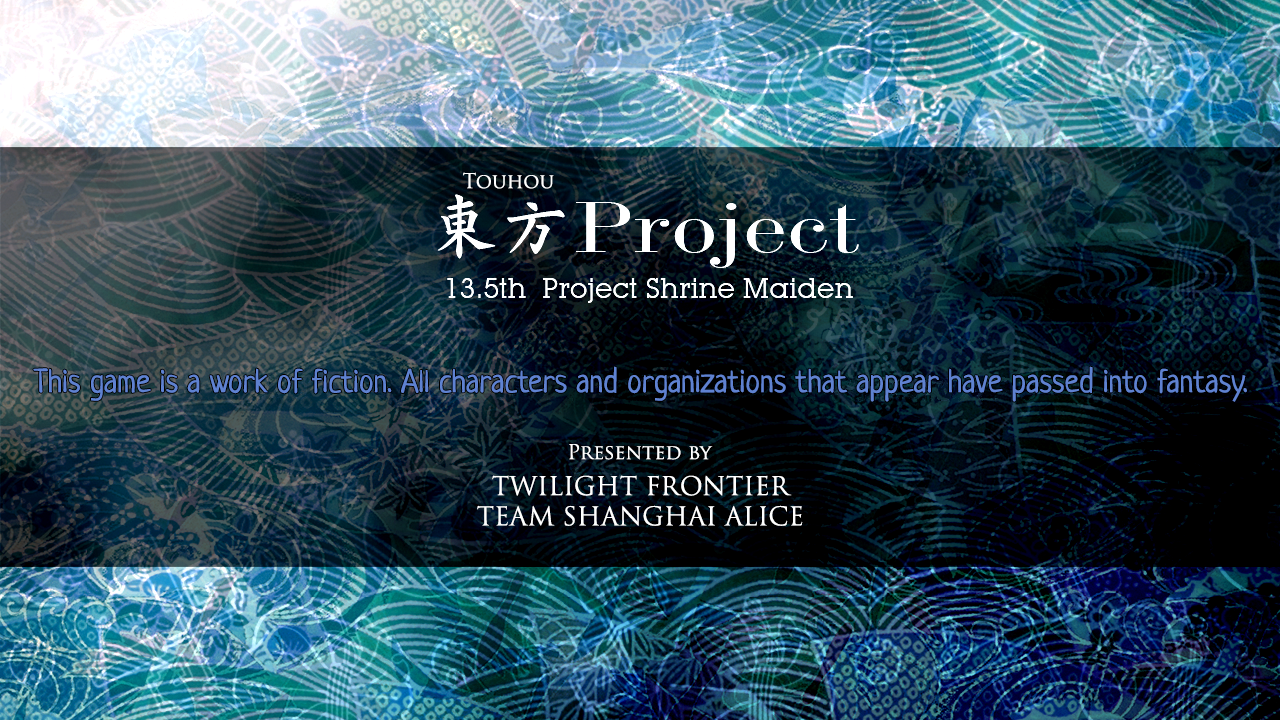 TOUHOU
東方Project
13.5th Project Shrine Maiden
This game is a work of fiction. All characters and organizations that appear have passed into fantasy.
PRESENTED BY
TWILIGHT FRONTIER
TEAM SHANGHAI ALICE